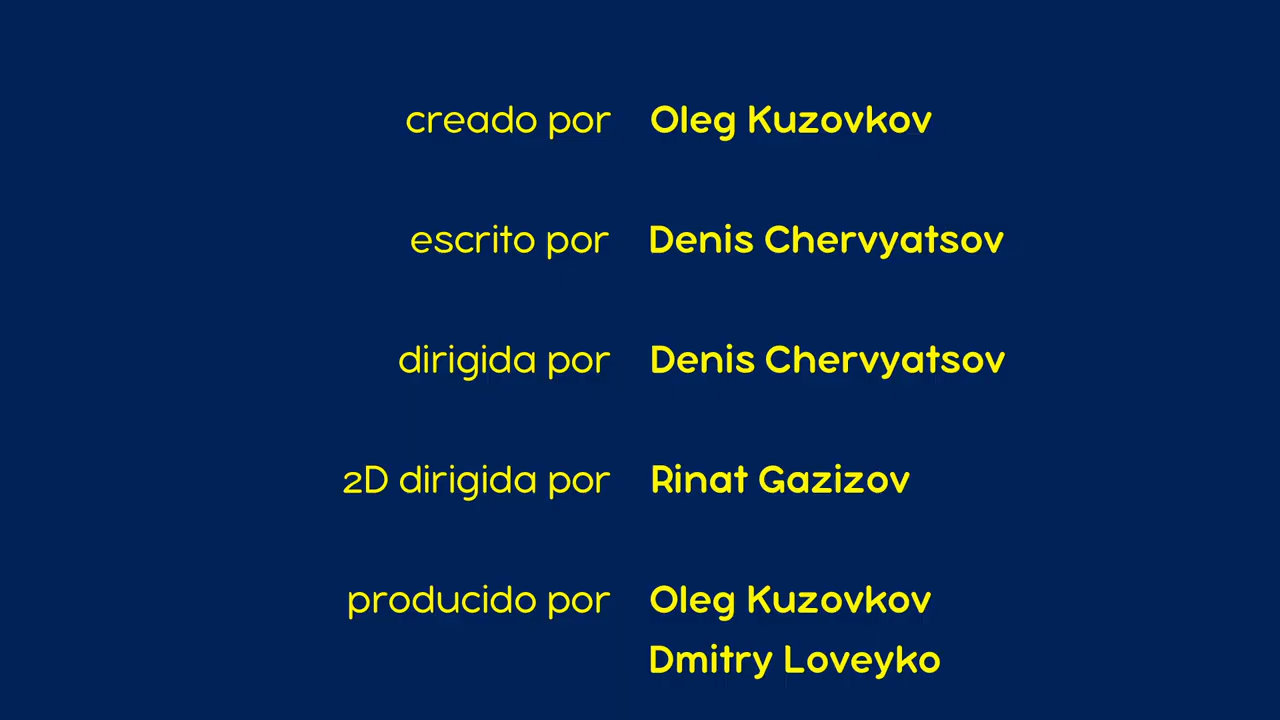 creado por Oleg Kuzovkov
escrito por Denis Chervyatsov
dirigida por Denis Chervyatsov
2D dirigida por Rinat Gazizov
producido por Oleg Kuzovkov
Dmitry Loveyko